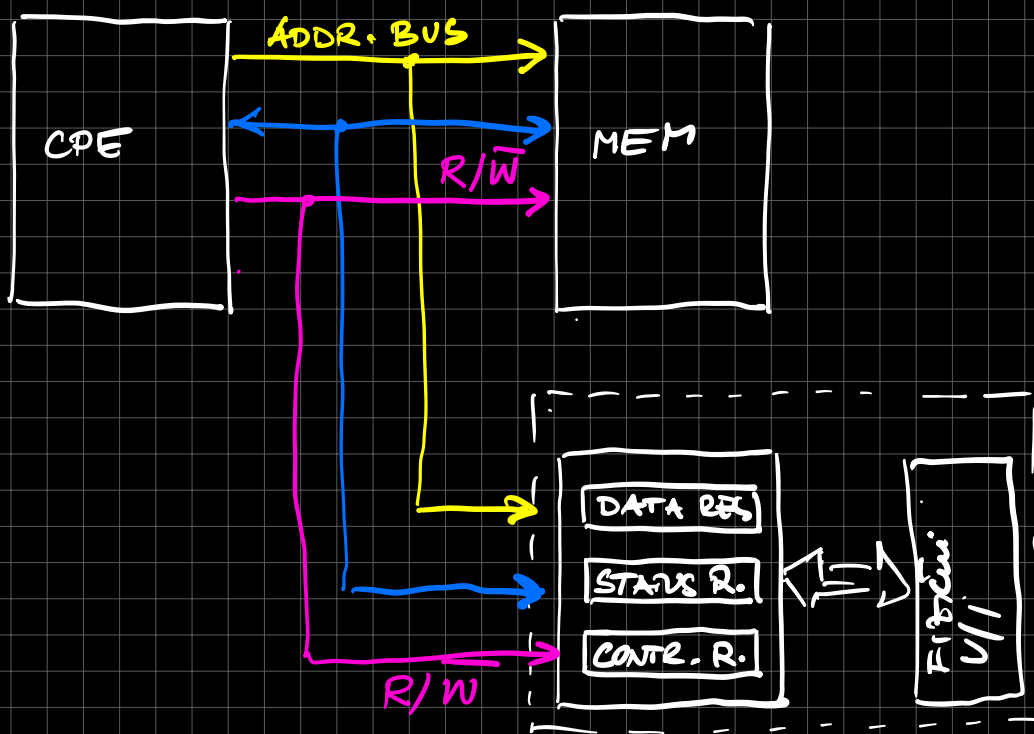 ADDR. BUS
CPE
MEM
R/W̅
DATA REG
STATUS R.
CONTR. R.
R/W
V/I